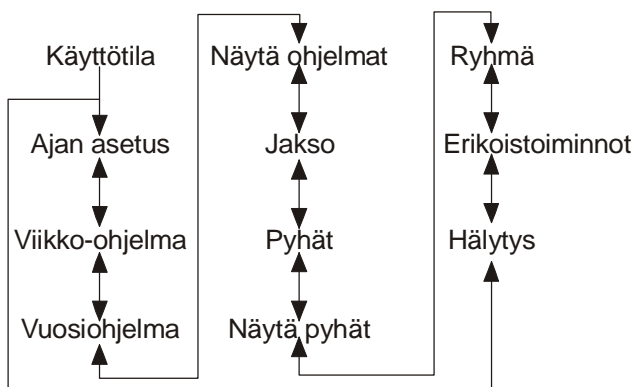 Käyttötila
Ajan asetus
Viikko-ohjelma
Vuosiohjelma
Näytä ohjelmat
Jakso
Pyhät
Näytä pyhät
Ryhmä
Erikoistoiminnot
Hälytys